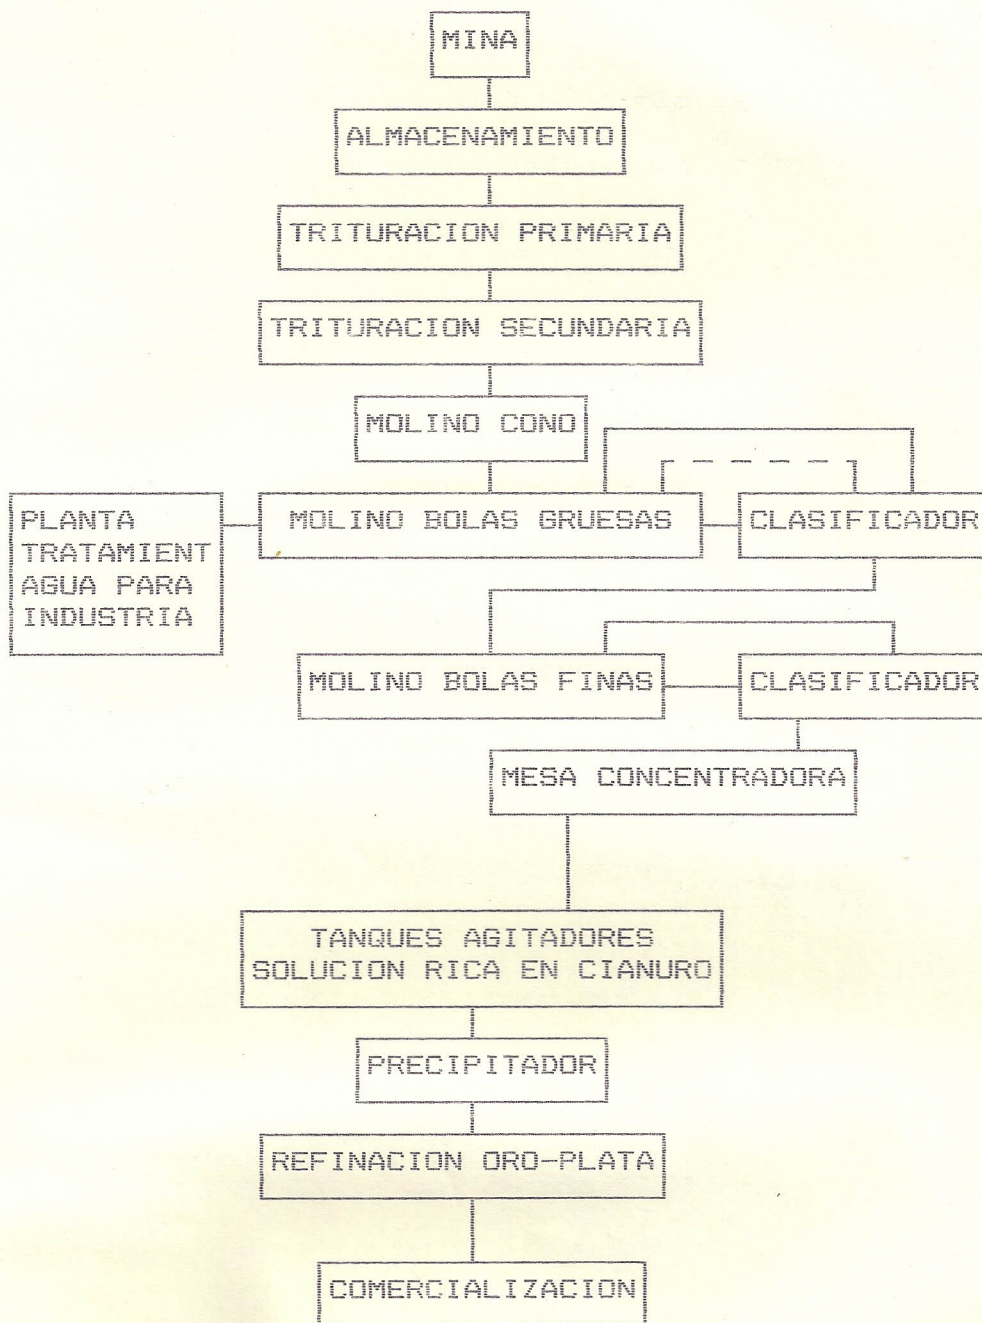 MINA
ALMACENAMIENTO
TRITURACION PRIMARIA
TRITURACION SECUNDARIA
MOLINO CONO
PLANTA
TRATAMIENT
AGUA PARA
INDUSTRIA
MOLINO BOLAS GRUESAS
CLASIFICADOR
MOLINO BOLAS FINAS
CLASIFICADOR
MESA CONCENTRADORA
TANQUES AGITADORES
SOLUCION RICA EN CIANURO
PRECIPITADOR
REFINACION ORO-PLATA
COMERCIALIZACION